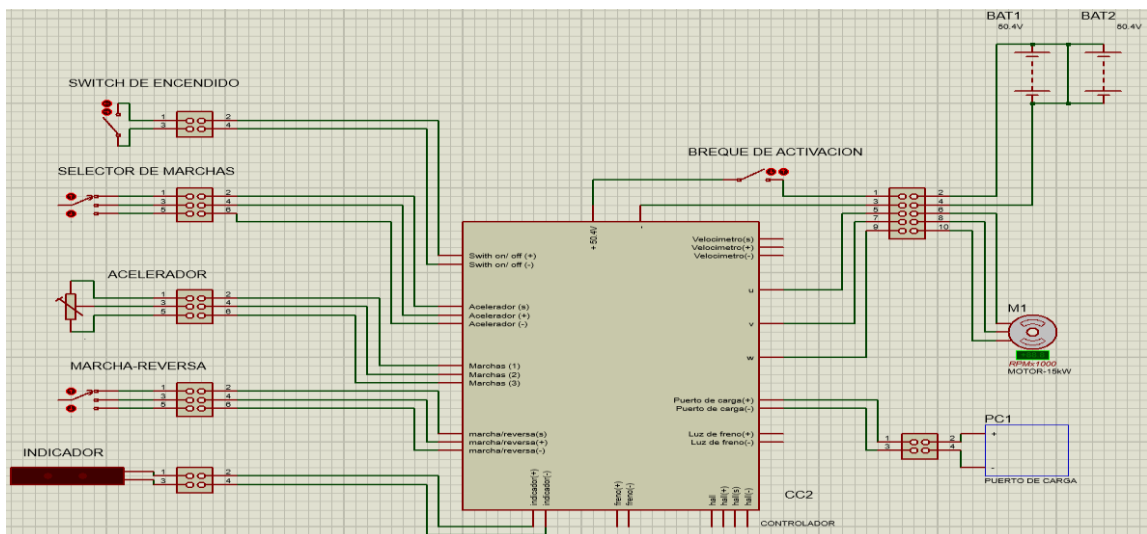 BAT1
50.4V
BAT2
50.4V
SWITCH DE ENCENDIDO
1
3
2
4
SELECTOR DE MARCHAS
1
3
5
2
4
6
BREQUE DE ACTIVACION
1
3
5
7
9
2
4
6
8
10
+ 50.4V
-
Swith on/ off (+)
Swith on/ off (-)
Velocimetro(s)
Velocimetro(+)
Velocimetro(-)
ACELERADOR
1
3
5
2
4
6
Acelerador (s)
Acelerador (+)
Acelerador (-)
u
v
w
M1
RPMx1000
MOTOR-15kW
MARCHA-REVERSA
1
3
5
2
4
6
Marchas (1)
Marchas (2)
Marchas (3)
Puerto de carga(+)
Puerto de carga(-)
marcha/reversa(s)
marcha/reversa(+)
marcha/reversa(-)
Luz de freno(+)
Luz de freno(-)
1
3
2
4
PC1
+
-
PUERTO DE CARGA
INDICADOR
1
3
2
4
indicador(+)
indicador(-)
freno(+)
freno(-)
hall
hall(+)
hall(s)
hall(-)
CC2
CONTROLADOR